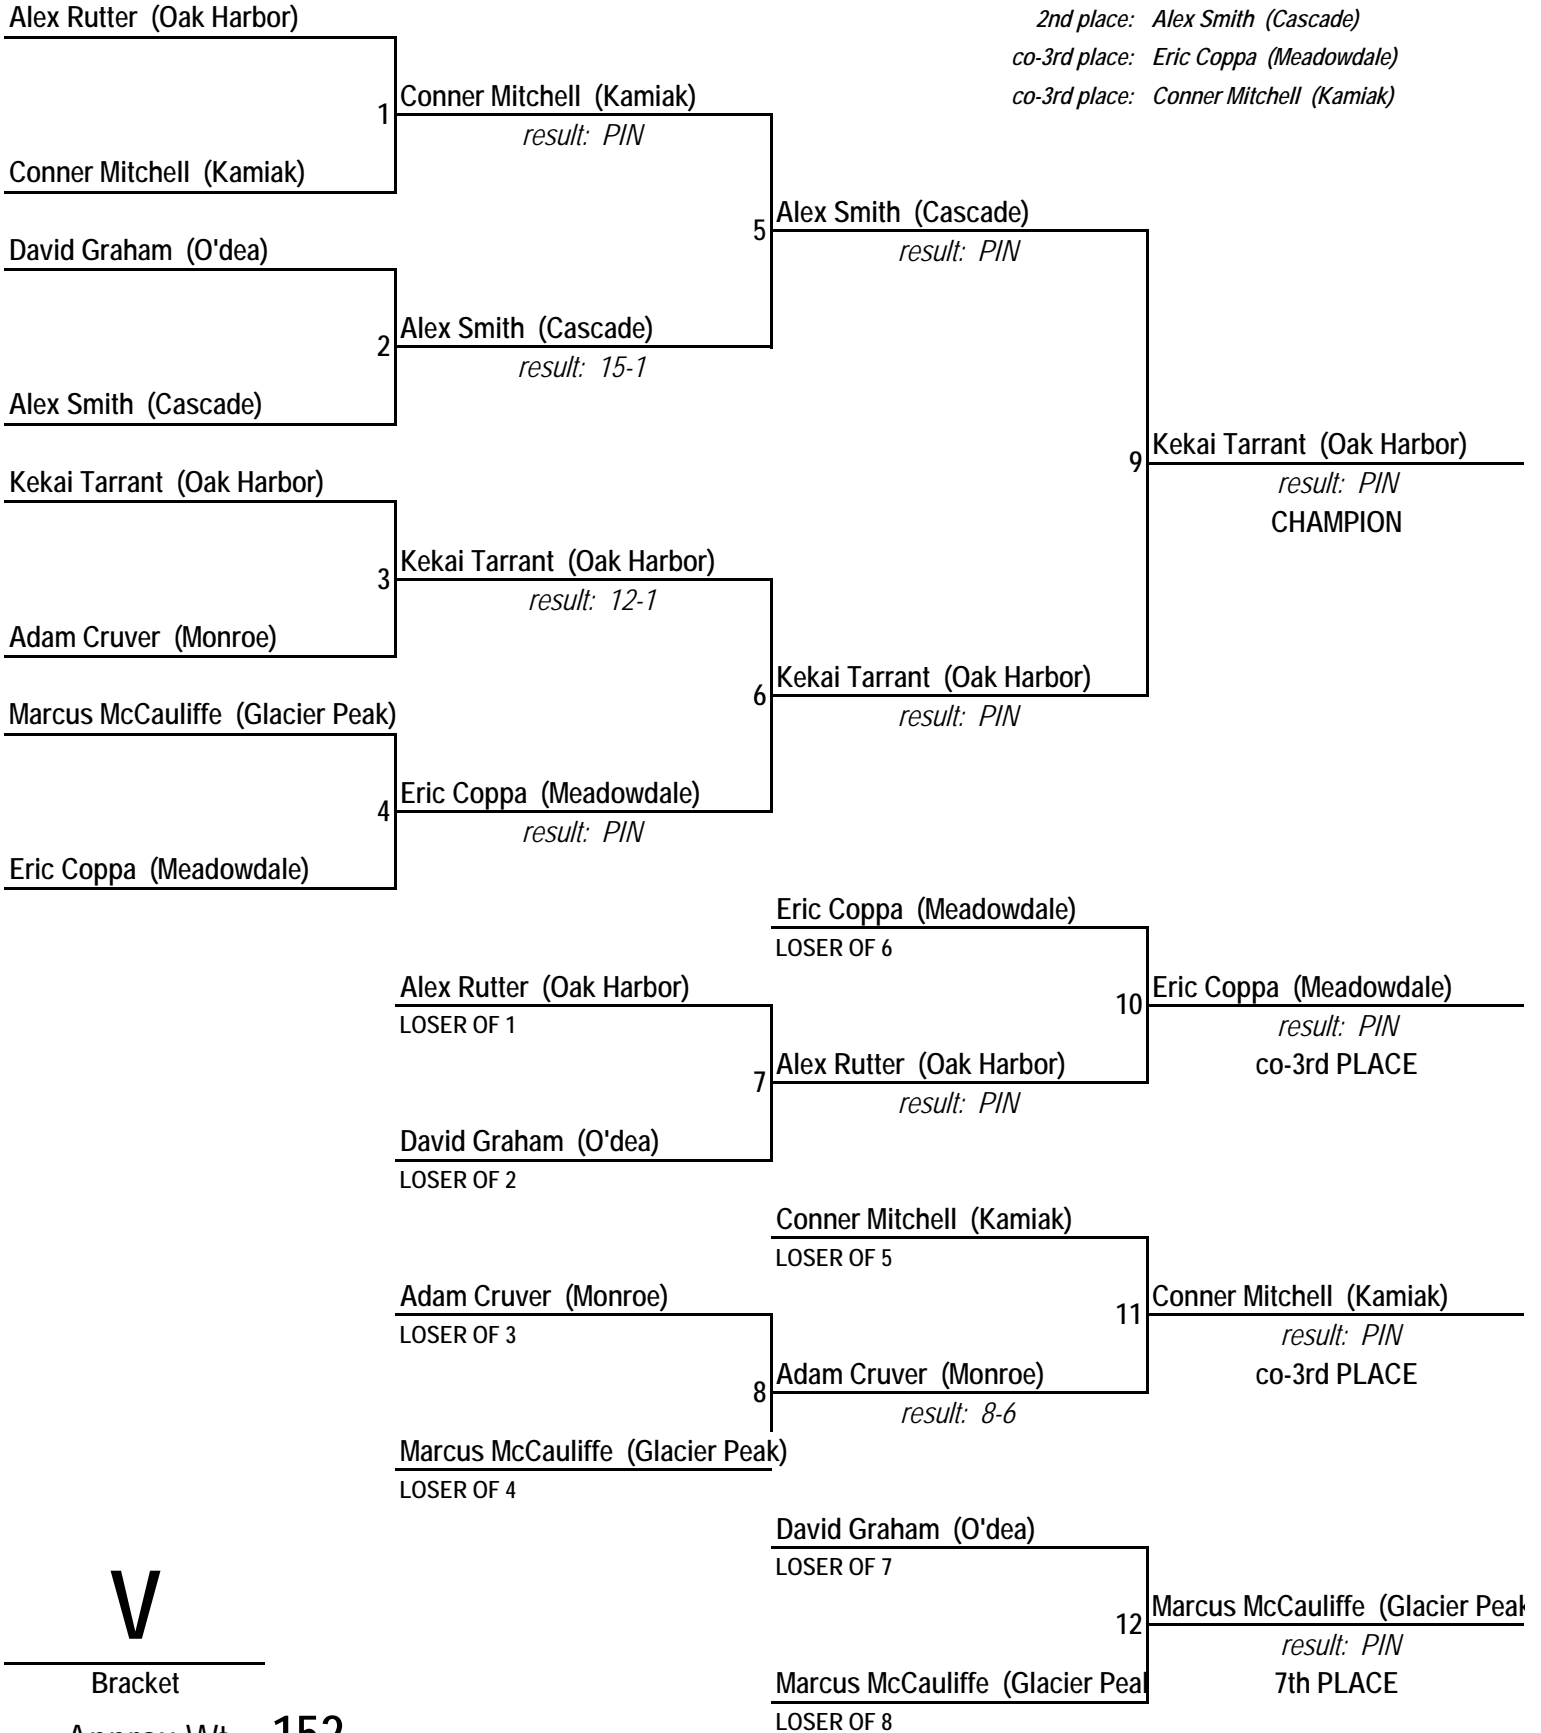 Alex Rutter (Oak Harbor)
2nd place: Alex Smith (Cascade)
co-3rd place: Eric Coppa (Meadowdale)
co-3rd place: Conner Mitchell (Kamiak)
1 Conner Mitchell (Kamiak)
result: PIN
Conner Mitchell (Kamiak)
5 Alex Smith (Cascade)
result: PIN
David Graham (O'dea)
2 Alex Smith (Cascade)
result: 15-1
Alex Smith (Cascade)
9 Kekai Tarrant (Oak Harbor)
result: PIN
CHAMPION
Kekai Tarrant (Oak Harbor)
3 Kekai Tarrant (Oak Harbor)
result: 12-1
Adam Cruver (Monroe)
6 Kekai Tarrant (Oak Harbor)
result: PIN
Marcus McCauliffe (Glacier Peak)
4 Eric Coppa (Meadowdale)
result: PIN
Eric Coppa (Meadowdale)
Eric Coppa (Meadowdale)
LOSER OF 6
Alex Rutter (Oak Harbor)
LOSER OF 1
10 Eric Coppa (Meadowdale)
result: PIN
co-3rd PLACE
7 Alex Rutter (Oak Harbor)
result: PIN
David Graham (O'dea)
LOSER OF 2
Conner Mitchell (Kamiak)
LOSER OF 5
Adam Cruver (Monroe)
LOSER OF 3
11 Conner Mitchell (Kamiak)
result: PIN
co-3rd PLACE
8 Adam Cruver (Monroe)
result: 8-6
Marcus McCauliffe (Glacier Peak)
LOSER OF 4
David Graham (O'dea)
LOSER OF 7
12 Marcus McCauliffe (Glacier Peak
result: PIN
7th PLACE
Marcus McCauliffe (Glacier Peal
LOSER OF 8
V
Bracket
Approx Wt 152